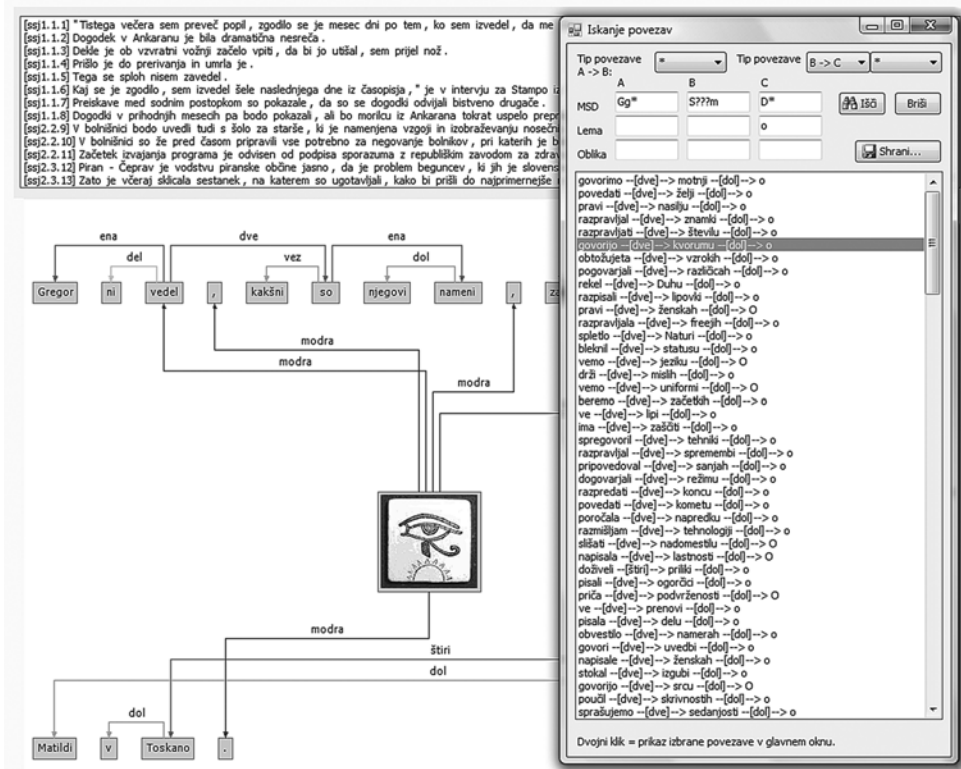 [ssj1.1.1] "Tistega večera sem preveč popil , zgodilo se je mesec dni po tem , ko sem izvedel , da me
[ssj1.1.2] Dogodek v Ankaranu je bila dramatična nesreča .
[ssj1.1.3] Dekle je ob vzvratni vožnji začelo vpiti , da bi jo utišal , sem prijel nož .
[ssj1.1.4] Prišlo je do prerivanja in umrla je .
[ssj1.1.5] Tega se sploh nisem zavedel .
[ssj1.1.6] Kaj se je zgodilo , sem izvedel šele naslednjega dne iz časopisja , " je v intervju za Stampo iz
[ssj1.1.7] Preiskave med sodnim postopkom so pokazale , da so se dogodki odvijali bistveno drugače .
[ssj1.1.8] Dogodki v prihodnjih mesecih pa bodo pokazali , ali bo morilcu iz Ankarana tokrat uspelo prepr
[ssj2.2.9] V bolnišnici bodo uvedli tudi s šolo za starše , ki je namenjena vzgoji in izobraževanju nosečn
[ssj2.2.10] V bolnišnici so že pred časom pripravili vse potrebno za negovanje bolnikov , pri katerih je b
[ssj2.2.11] Začetek izvajanja programa je odvisen od podpisa sporazuma z republiškim zavodom za zdrav
[ssj2.3.12] Piran - Čeprav je vodstvu piranske občine jasno , da je problem beguncev , ki jih je slovens
[ssj2.3.13] Zato je včeraj sklicala sestanek , na katerem so ugotavljali , kako bi prišli do najprimernejše
ena dve ena
del vez dol
Gregor ni vedel , kakšni so njegovi nameni , za
modra
modra
modra
modra
štiri
dol
dol
Matildi v Toskano .
Iskanje povezav
Tip povezave A -> B: * Tip povezave B -> C *
A B C
MSD Gg* S???m D* Išči Briši
Lema o
Oblika Shrani...
govorimo --[dve]--> motnji --[dol]--> o
povedati --[dve]--> želji --[dol]--> o
pravi --[dve]--> nasilju --[dol]--> o
razpravljal --[dve]--> znamki --[dol]--> o
razpravljati --[dve]--> številu --[dol]--> o
govorijo --[dve]--> kvorumu --[dol]--> o
obtožujeta --[dve]--> vzrokih --[dol]--> o
pogovarjali --[dve]--> različicah --[dol]--> o
rekel --[dve]--> Duhu --[dol]--> o
razpisali --[dve]--> lipovki --[dol]--> o
pravi --[dve]--> ženskah --[dol]--> O
razpravljala --[dve]--> freejih --[dol]--> o
spletlo --[dve]--> Naturi --[dol]--> o
bleknil --[dve]--> statusu --[dol]--> o
vemo --[dve]--> jeziku --[dol]--> O
drži --[dve]--> mislih --[dol]--> o
vemo --[dve]--> uniformi --[dol]--> O
beremo --[dve]--> začetkih --[dol]--> o
ve --[dve]--> lipi --[dol]--> o
ima --[dve]--> zaščiti --[dol]--> o
spregovoril --[dve]--> tehniki --[dol]--> o
razpravljal --[dve]--> spremembi --[dol]--> o
pripovedoval --[dve]--> sanjah --[dol]--> o
dogovarjali --[dve]--> režimu --[dol]--> o
razpredati --[dve]--> koncu --[dol]--> o
povedati --[dve]--> kometu --[dol]--> o
poročala --[dve]--> napredku --[dol]--> o
razmišljam --[dve]--> tehnologiji --[dol]--> o
slišati --[dve]--> nadomestilu --[dol]--> O
napisala --[dve]--> lastnosti --[dol]--> O
doživeli --[štiri]--> priliki --[dol]--> o
pisali --[dve]--> ogorčici --[dol]--> o
priča --[dve]--> podvrženosti --[dol]--> O
ve --[dve]--> prenovi --[dol]--> o
pisala --[dve]--> delu --[dol]--> o
obvestilo --[dve]--> namerah --[dol]--> o
govori --[dve]--> uvedbi --[dol]--> o
napisale --[dve]--> ženskah --[dol]--> o
stokal --[dve]--> izgubi --[dol]--> o
govorijo --[dve]--> srcu --[dol]--> O
poučil --[dve]--> skrivnostih --[dol]--> o
sprašujemo --[dve]--> sedanjosti --[dol]--> o
Dvojni klik = prikaz izbrane povezave v glavnem oknu.